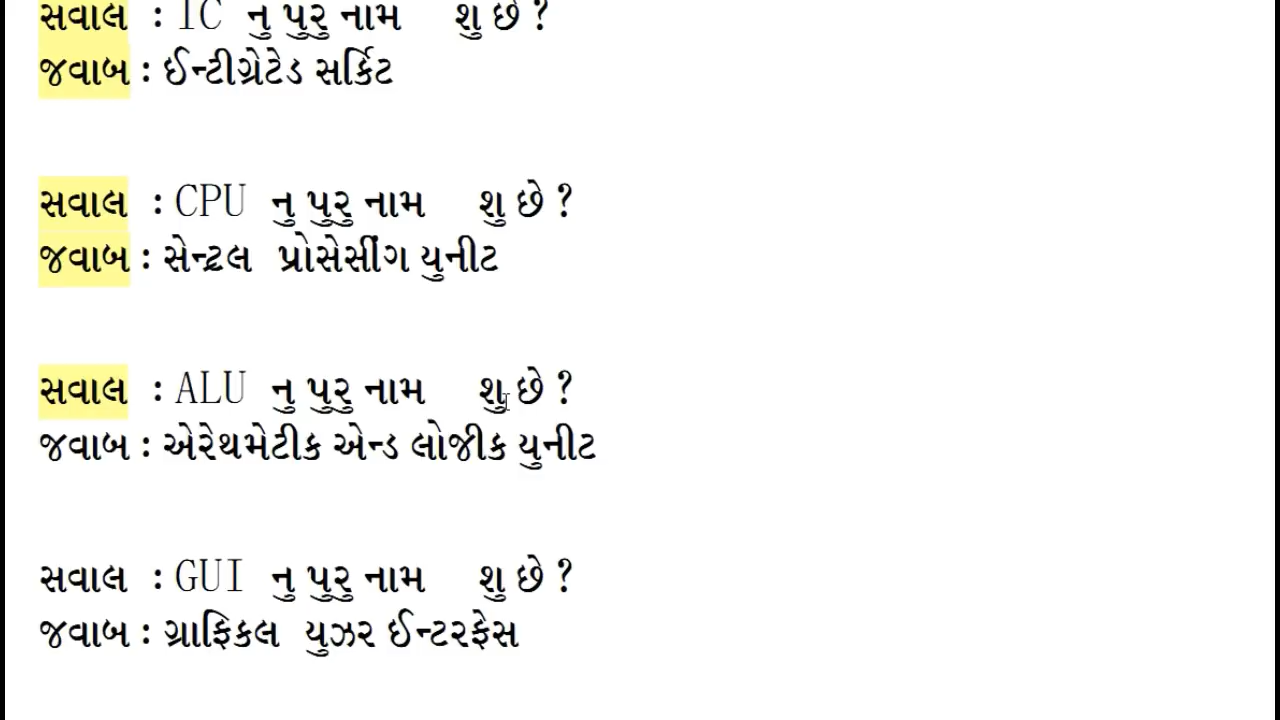 સવાલ : IC નુ પુરુ નામ શુ છે ?
જવાબ : ઈન્ટીગ્રેટેડ સર્કિટ
સવાલ : CPU નુ પુરુ નામ શુ છે ?
જવાબ : સેન્ટ્રલ પ્રોસેસીંગ યુનીટ
સવાલ : ALU નુ પુરુ નામ શુ છે ?
જવાબ : એરેથમેટીક એન્ડ લોજીક યુનીટ
સવાલ : GUI નુ પુરુ નામ શુ છે ?
જવાબ : ગ્રાફિકલ યુઝર ઈન્ટરફેસ